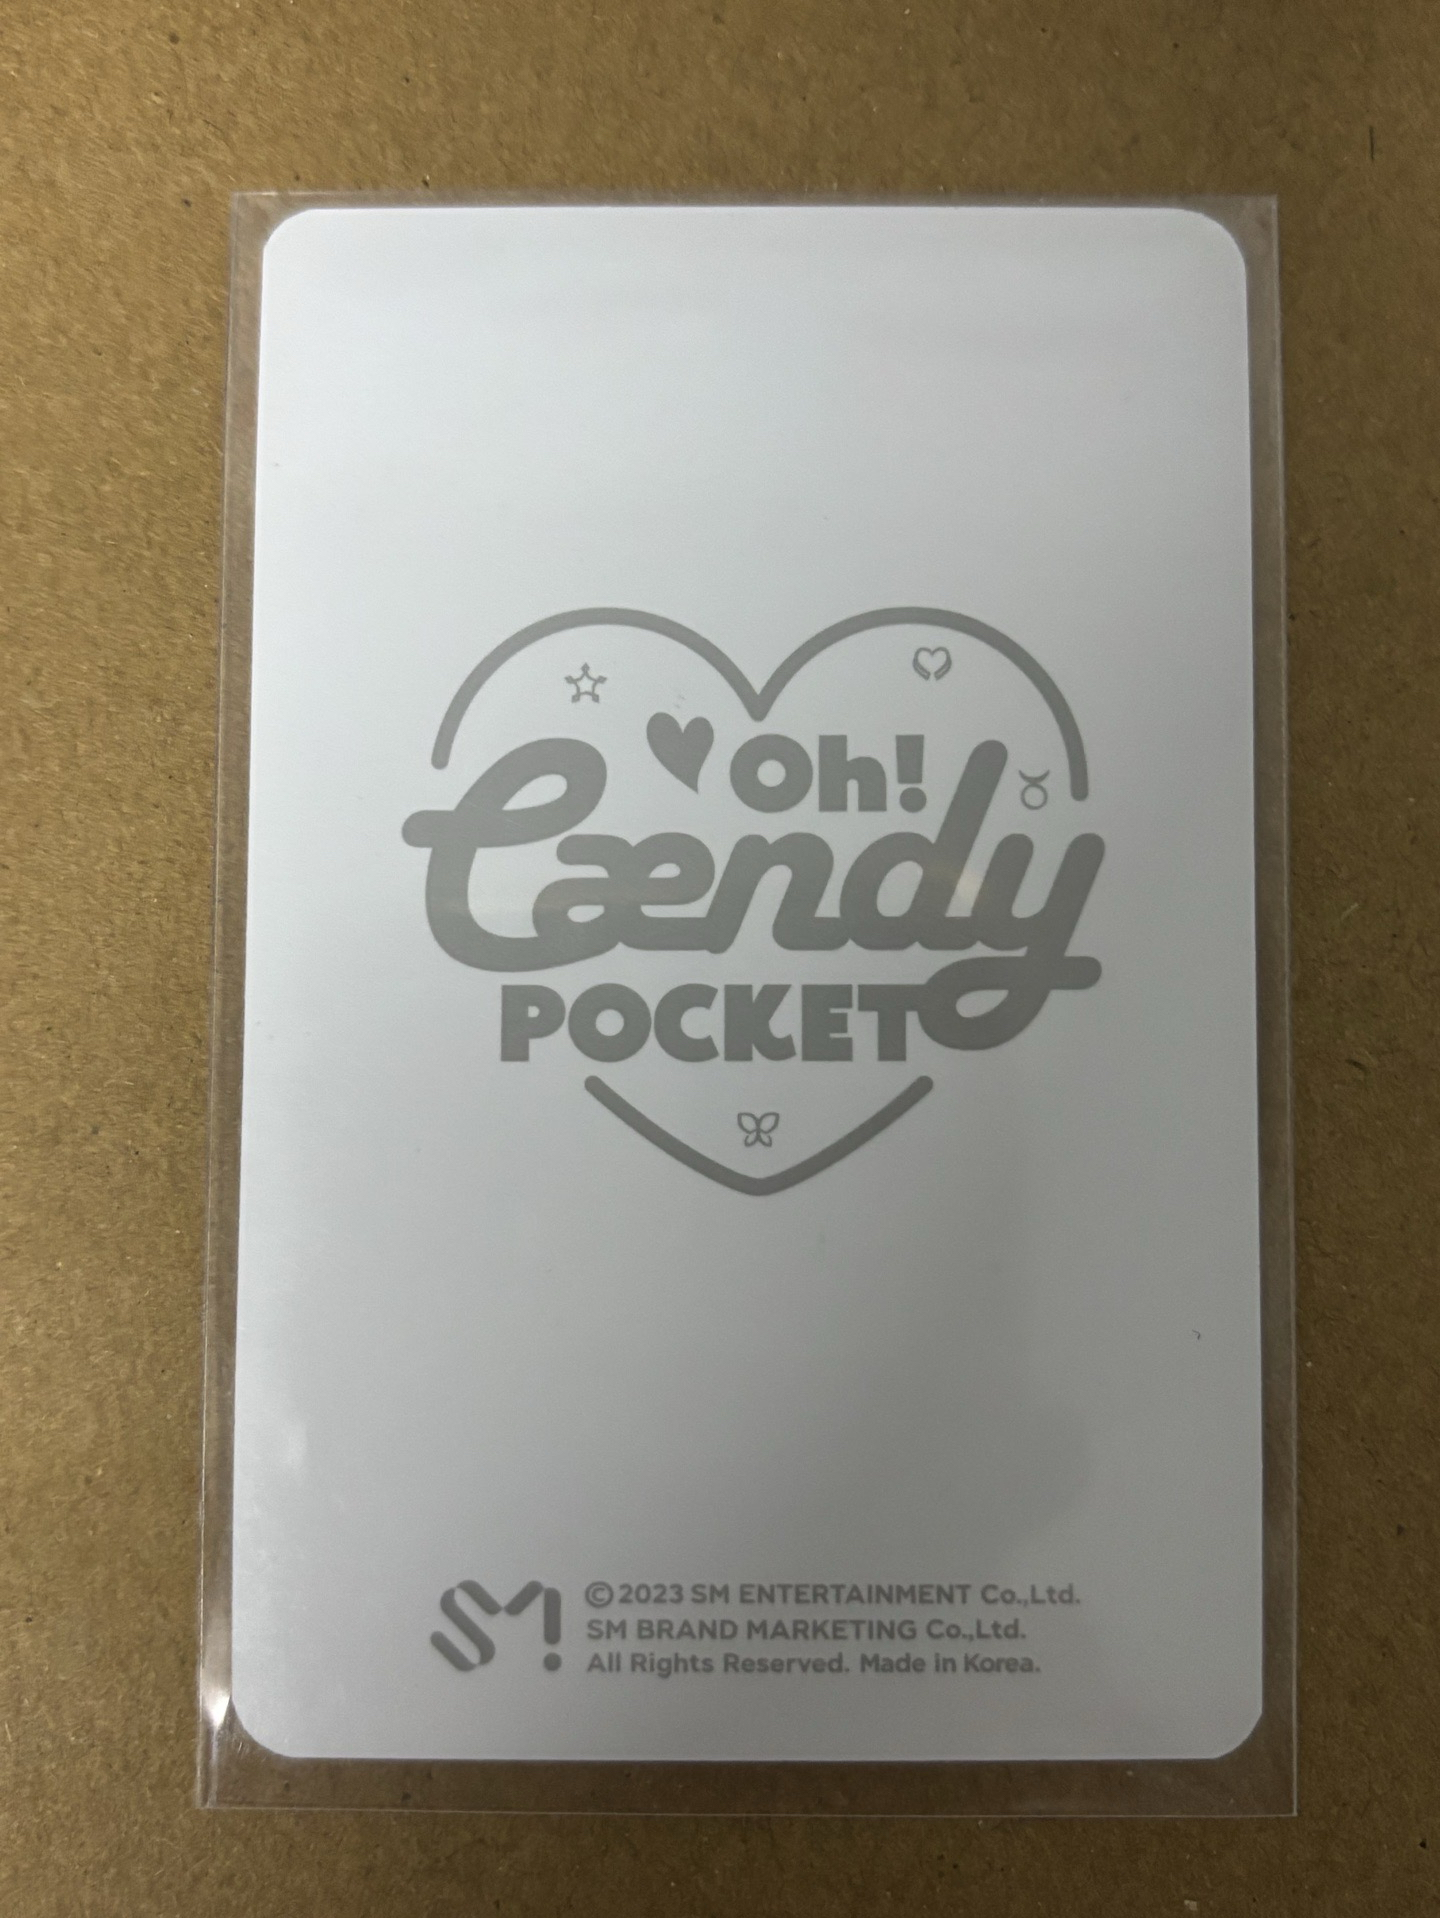 Oh!
Cændy
POCKET
SM
©2023 SM ENTERTAINMENT Co.,Ltd.
SM BRAND MARKETING Co.,Ltd.
All Rights Reserved. Made in Korea.